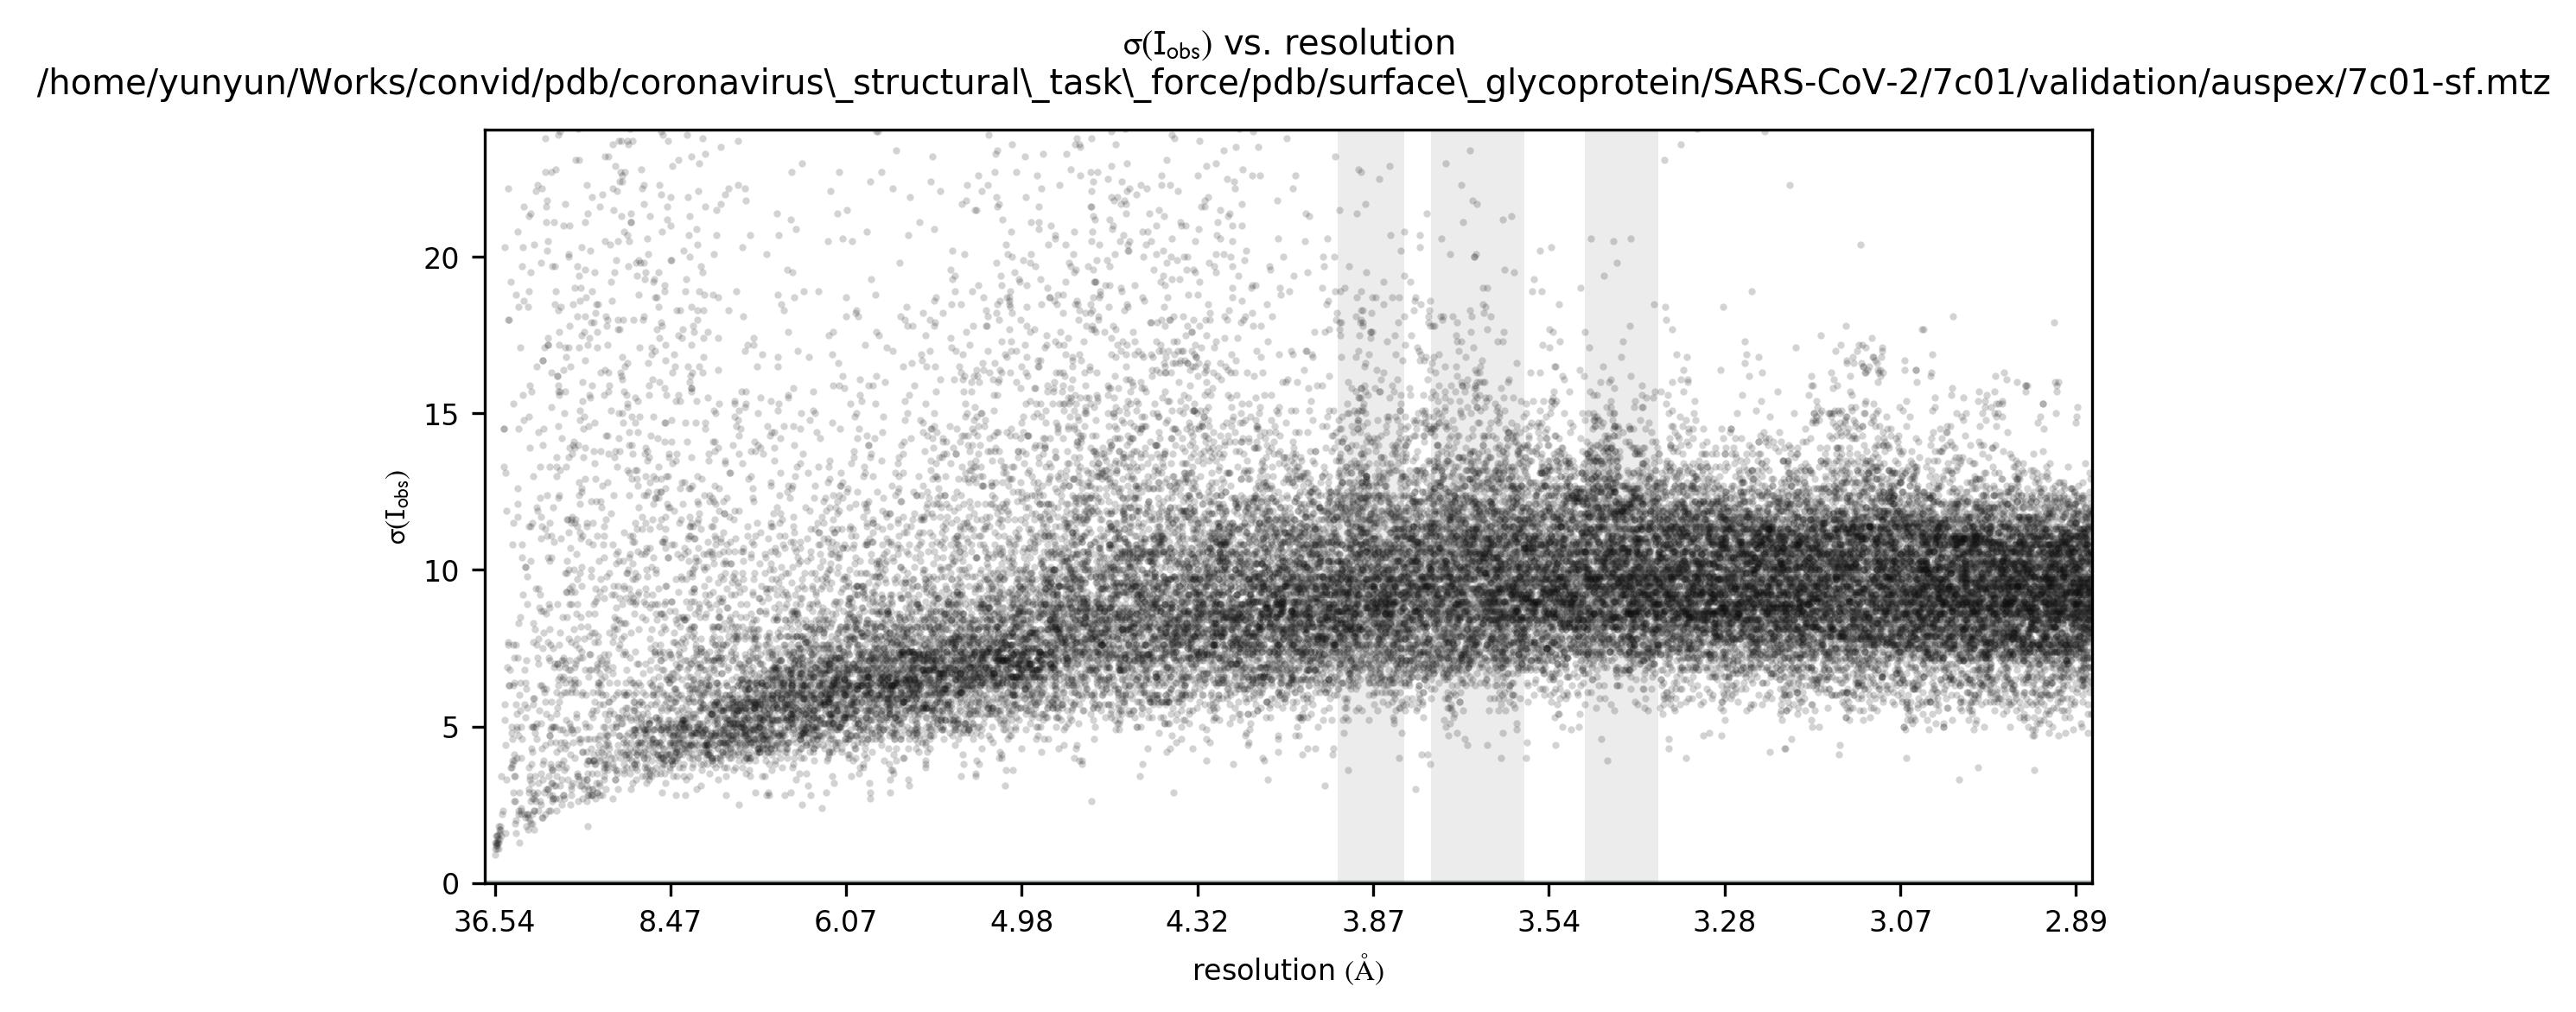 σ(I_obs) vs. resolution
/home/yunyun/Works/convid/pdb/coronavirus\_structural\_task\_force/pdb/surface\_glycoprotein/SARS-CoV-2/7c01/validation/auspex/7c01-sf.mtz
σ(I_obs)
20
15
10
5
0
36.54 8.47 6.07 4.98 4.32 3.87 3.54 3.28 3.07 2.89
resolution (Å)